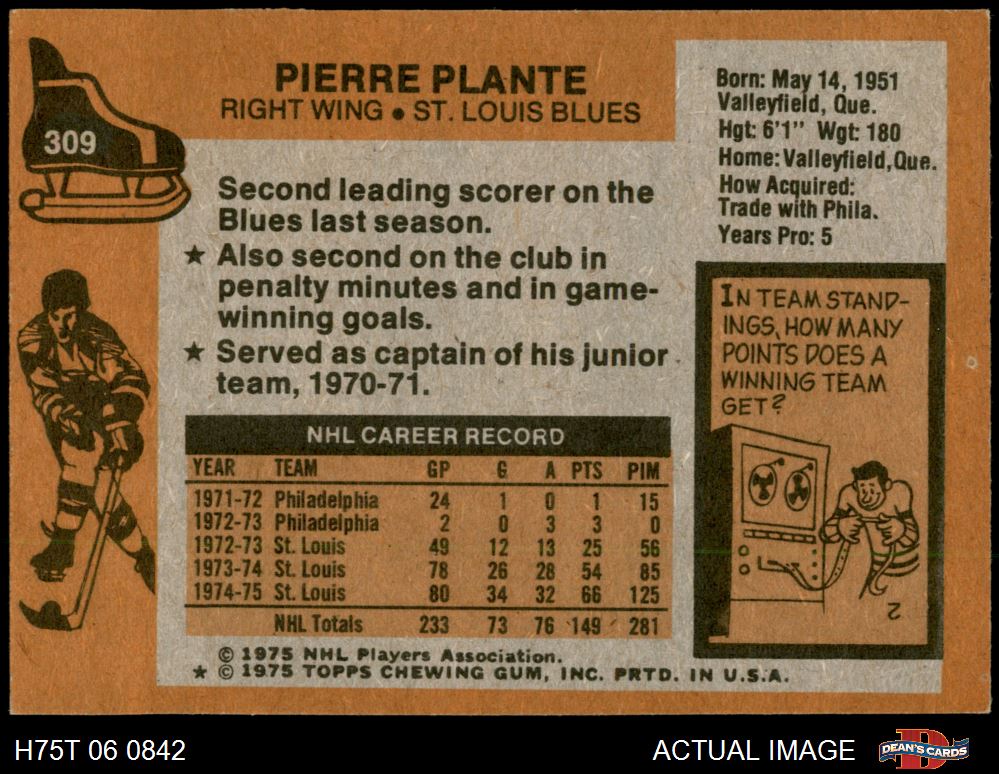 309
PIERRE PLANTE
RIGHT WING ● ST. LOUIS BLUES
Born: May 14, 1951
Valleyfield, Que.
Hgt: 6'1" Wgt: 180
Home: Valleyfield, Que.
How Acquired:
Trade with Phila.
Years Pro: 5
Second leading scorer on the
Blues last season.
★ Also second on the club in
penalty minutes and in game-
winning goals.
★ Served as captain of his junior
team, 1970-71.
IN TEAM STAND-
INGS, HOW MANY
POINTS DOES A
WINNING TEAM
GET?
2
NHL CAREER RECORD
YEAR TEAM GP G A PTS PIM
1971-72 Philadelphia 24 1 0 1 15
1972-73 Philadelphia 2 0 3 3 0
1972-73 St. Louis 49 12 13 25 56
1973-74 St. Louis 78 26 28 54 85
1974-75 St. Louis 80 34 32 66 125
NHL Totals 233 73 76 149 281
© 1975 NHL Players Association.
★ © 1975 TOPPS CHEWING GUM, INC. PRTD. IN U.S.A.
H75T 06 0842
ACTUAL IMAGE
DEAN'S CARDS